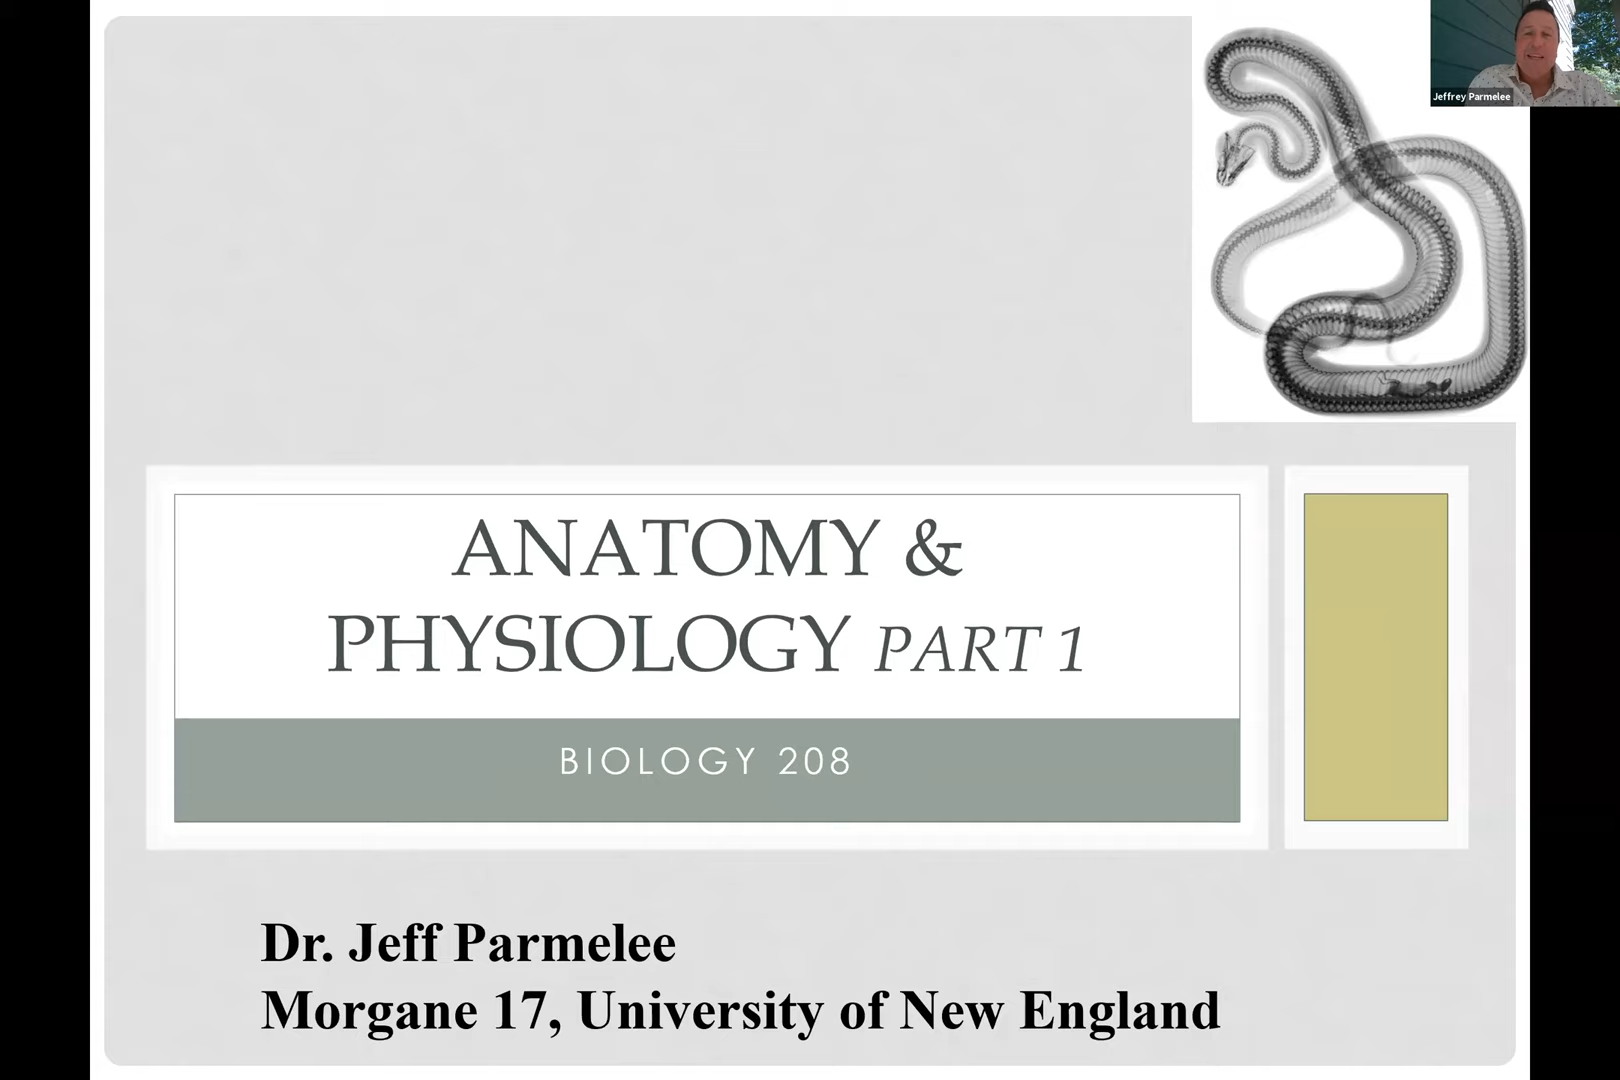 Jeffrey Parmelee
ANATOMY &
PHYSIOLOGY PART 1
BIOLOGY 208
Dr. Jeff Parmelee
Morgane 17, University of New England